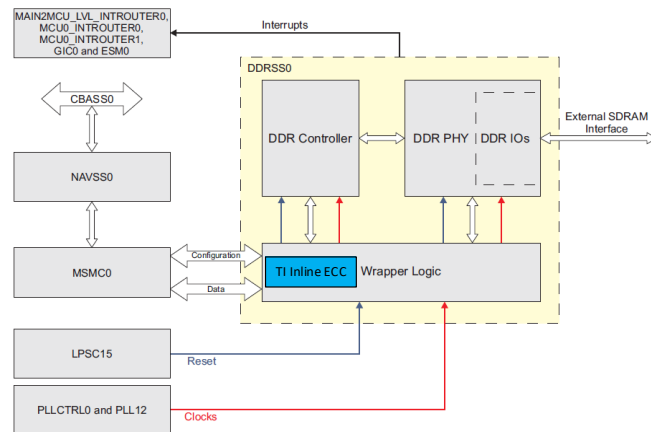 MAIN2MCU_LVL_INTROUTER0,
MCU0_INTROUTER0,
MCU0_INTROUTER1,
GIC0 and ESM0
Interrupts
DDRSS0
CBASS0
DDR Controller
DDR PHY
DDR IOs
External SDRAM
Interface
NAVSS0
MSMC0
Configuration
Data
TI Inline ECC
Wrapper Logic
LPSC15
Reset
PLLCTRL0 and PLL12
Clocks